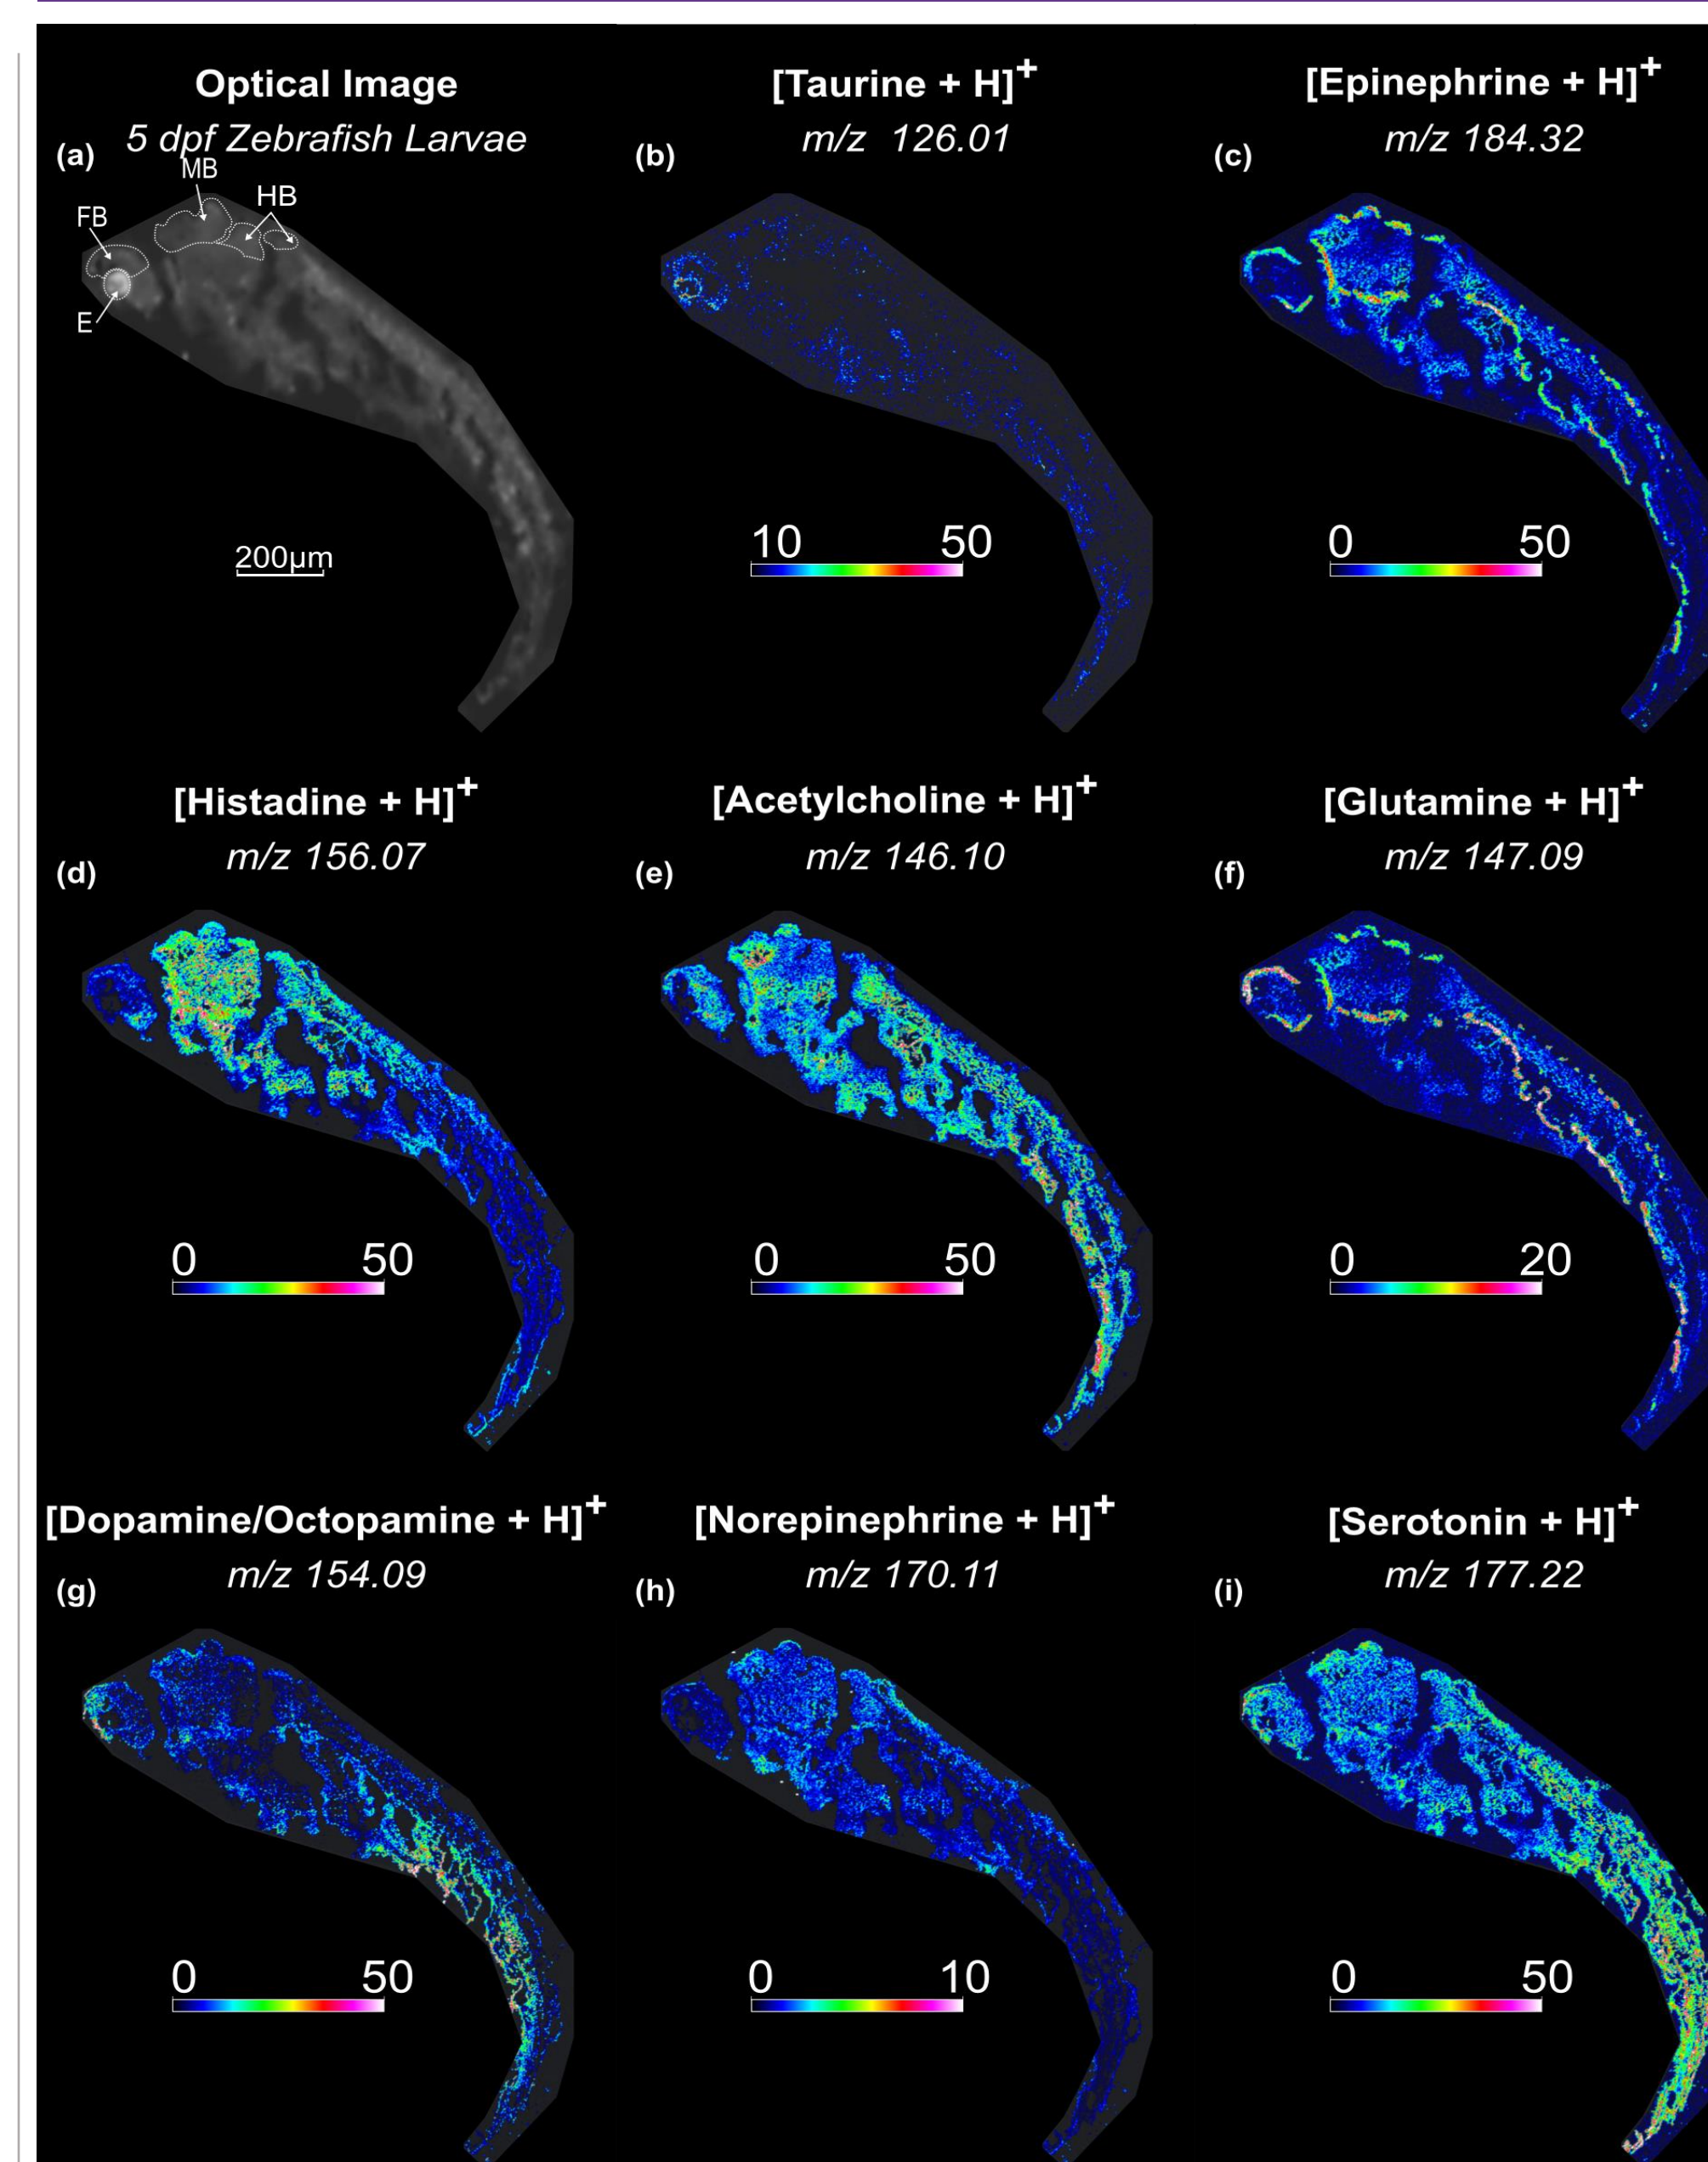 Optical Image
5 dpf Zebrafish Larvae
(a)
MB
HB
FB
E
200µm
[Taurine + H]⁺
m/z 126.01
(b)
10 50
[Epinephrine + H]⁺
m/z 184.32
(c)
0 50
[Histadine + H]⁺
m/z 156.07
(d)
0 50
[Acetylcholine + H]⁺
m/z 146.10
(e)
0 50
[Glutamine + H]⁺
m/z 147.09
(f)
0 20
[Dopamine/Octopamine + H]⁺
m/z 154.09
(g)
0 50
[Norepinephrine + H]⁺
m/z 170.11
(h)
0 10
[Serotonin + H]⁺
m/z 177.22
(i)
0 50